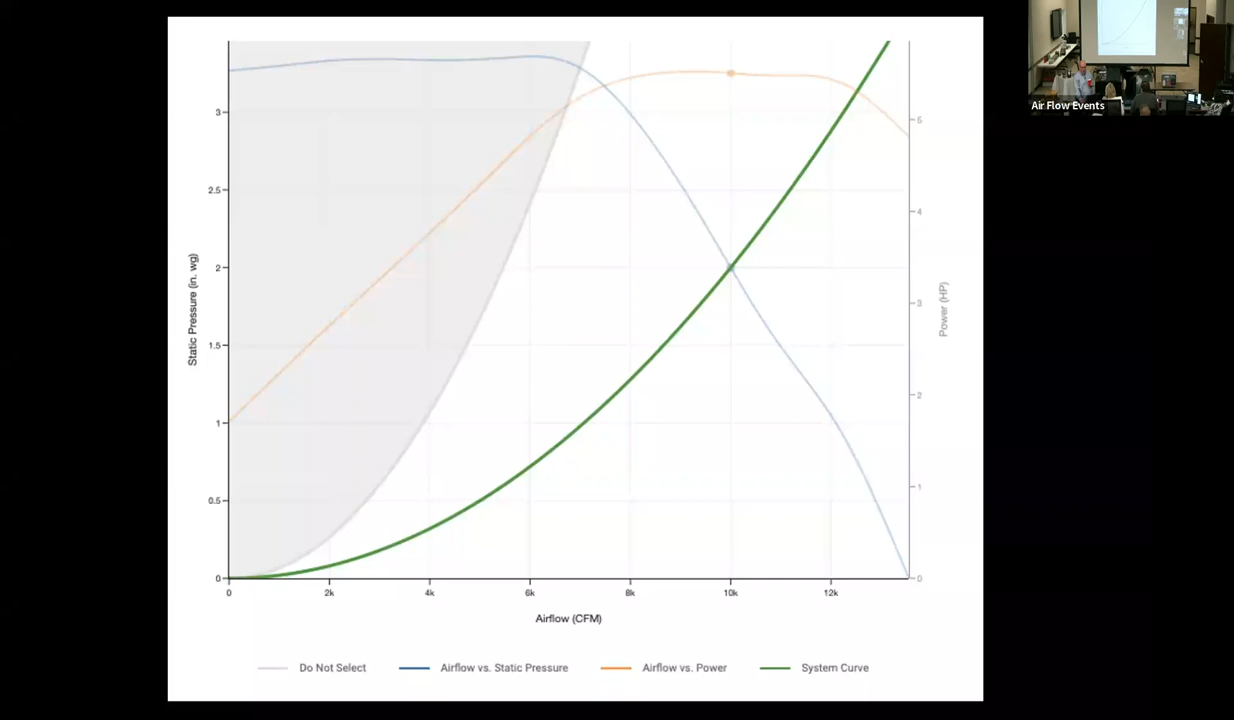 Air Flow Events
3
2.5
2
1.5
1
0.5
0
Static Pressure (in. wg)
5
4
3
2
1
0
Power (HP)
0 2k 4k 6k 8k 10k 12k
Airflow (CFM)
Do Not Select Airflow vs. Static Pressure Airflow vs. Power System Curve